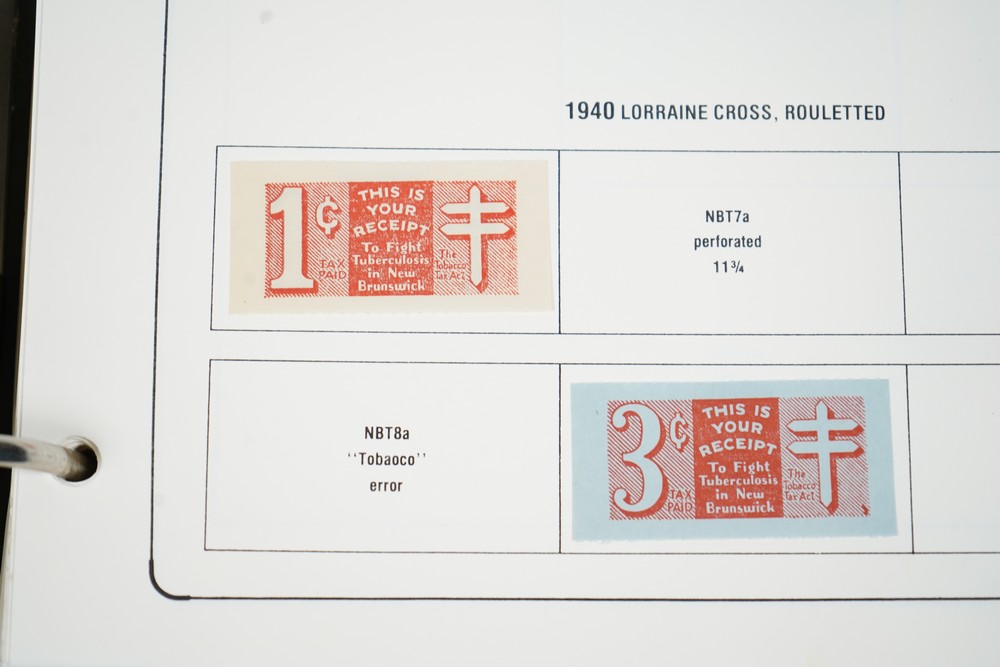 1940 LORRAINE CROSS, ROULETTED
1¢
TAX
PAID
THIS IS
YOUR
RECEIPT
To Fight
Tuberculosis
in New
Brunswick
The
Tobacco
Tax Act
NBT7a
perforated
11¾
NBT8a
“Tobaoco”
error
3¢
TAX
PAID
THIS IS
YOUR
RECEIPT
To Fight
Tuberculosis
in New
Brunswick
The
Tobacco
Tax Act